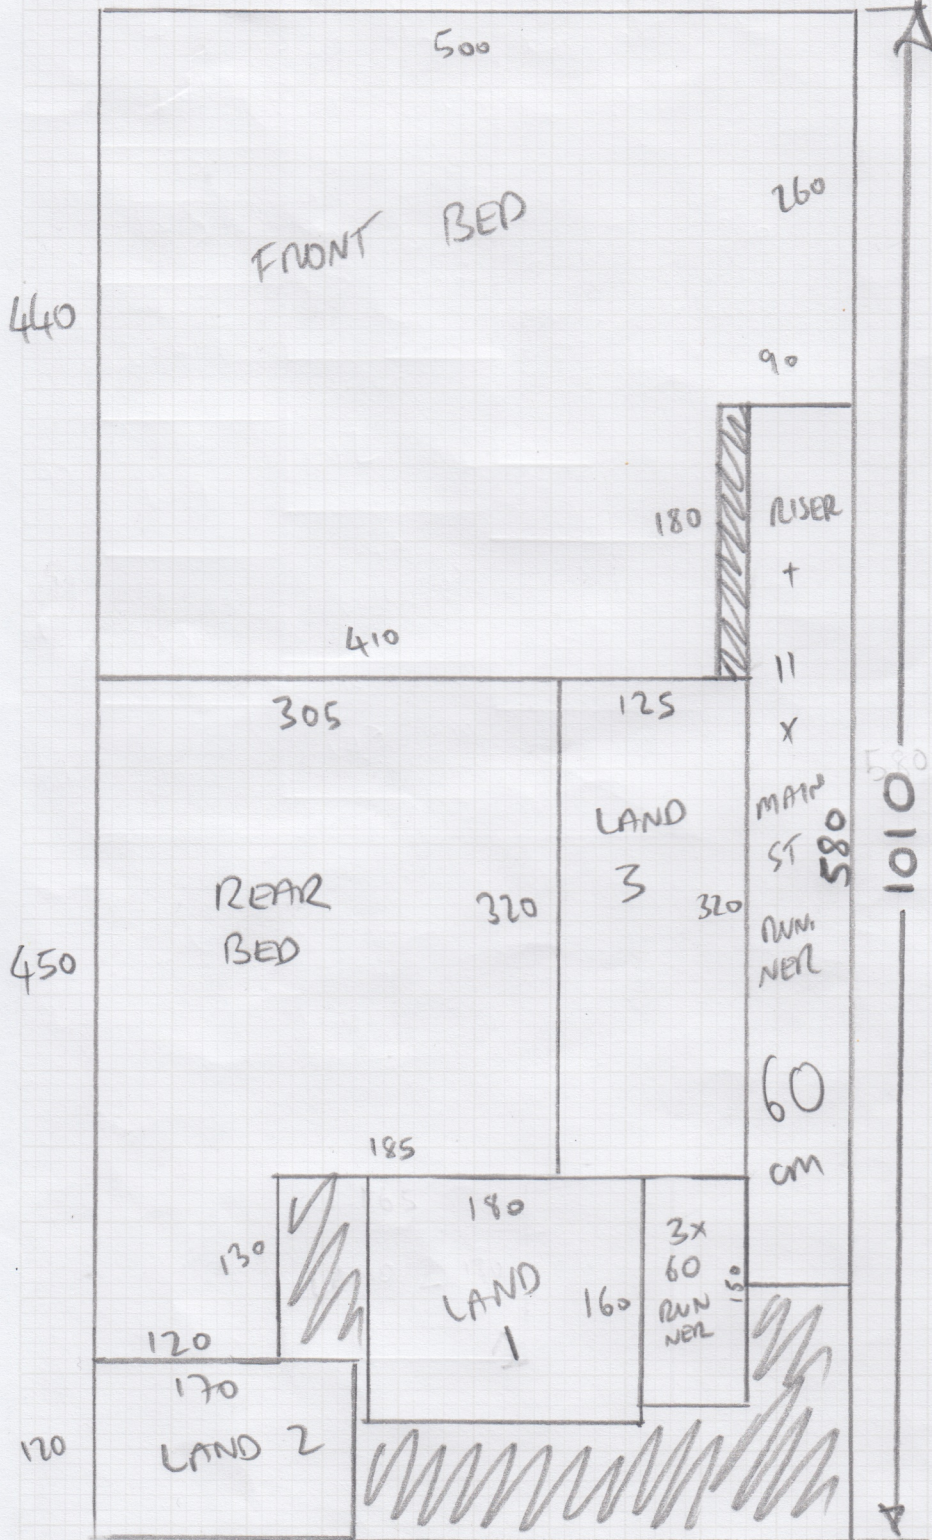 500
260
FRONT BED
440
90
180
RISER
+
11
x
MAIN
ST
RUN
NER
60
cm
580
580
1010
410
305
125
LAND
3
REAR
BED
320
320
450
185
180
130
LAND
1
160
3x
60
RUN
NER
150
120
170
LAND 2
120